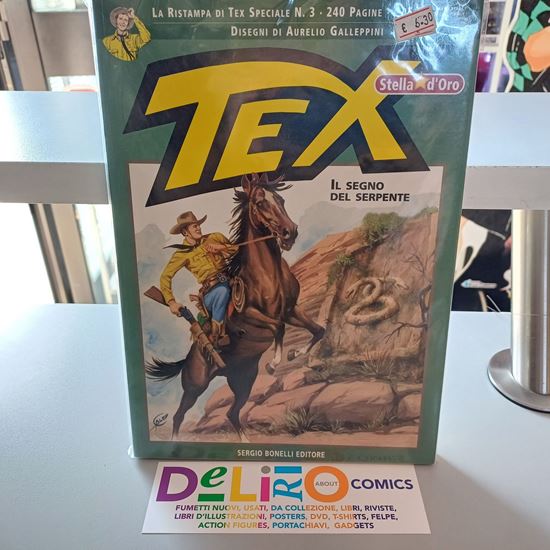 LA RISTAMPA DI TEX SPECIALE N. 3 · 240 PAGINE
DISEGNI DI AURELIO GALLEPPINI
€ 6.30
TEX
Stella d'Oro
IL SEGNO
DEL SERPENTE
SERGIO BONELLI EDITORE
DELIRIO
ABOUT
COMICS
FUMETTI NUOVI, USATI, DA COLLEZIONE, LIBRI, RIVISTE,
LIBRI D'ILLUSTRAZIONI, POSTERS, DVD, T-SHIRTS, FELPE,
ACTION FIGURES, PORTACHIAVI, GADGETS